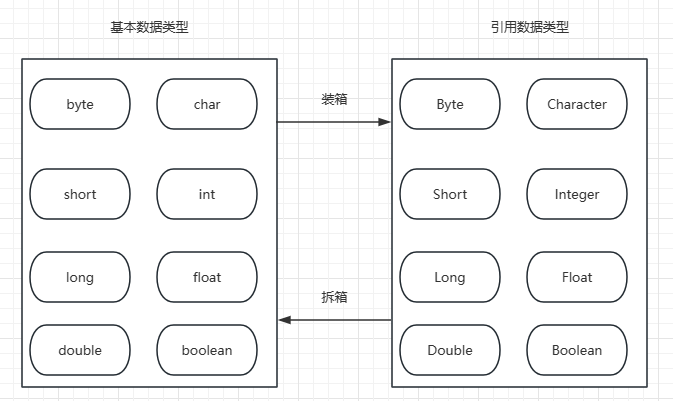 基本数据类型
引用数据类型
byte
char
装箱
Byte
Character
short
int
Short
Integer
long
float
拆箱
Long
Float
double
boolean
Double
Boolean